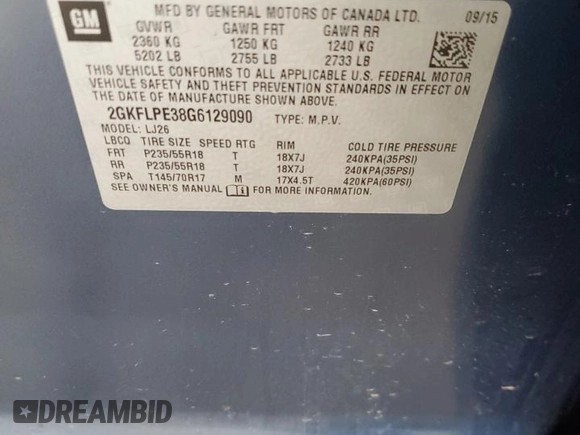 GM
MFD BY GENERAL MOTORS OF CANADA LTD. 09/15
GVWR GAWR FRT GAWR RR
2360 KG 1250 KG 1240 KG
5202 LB 2755 LB 2733 LB
THIS VEHICLE CONFORMS TO ALL APPLICABLE U.S. FEDERAL MOTOR
VEHICLE SAFETY AND THEFT PREVENTION STANDARDS IN EFFECT ON
THE DATE OF MANUFACTURE SHOWN ABOVE.
2GKFLPE38G6129090 TYPE: M.P.V.
MODEL: LJ26
LBCQ TIRE SIZE SPEED RTG RIM COLD TIRE PRESSURE
FRT P235/55R18 T 18X7J 240KPA(35PSI)
RR P235/55R18 T 18X7J 240KPA(35PSI)
SPA T145/70R17 M 17X4.5T 420KPA(60PSI)
SEE OWNER'S MANUAL FOR MORE INFORMATION.
DREAMBID